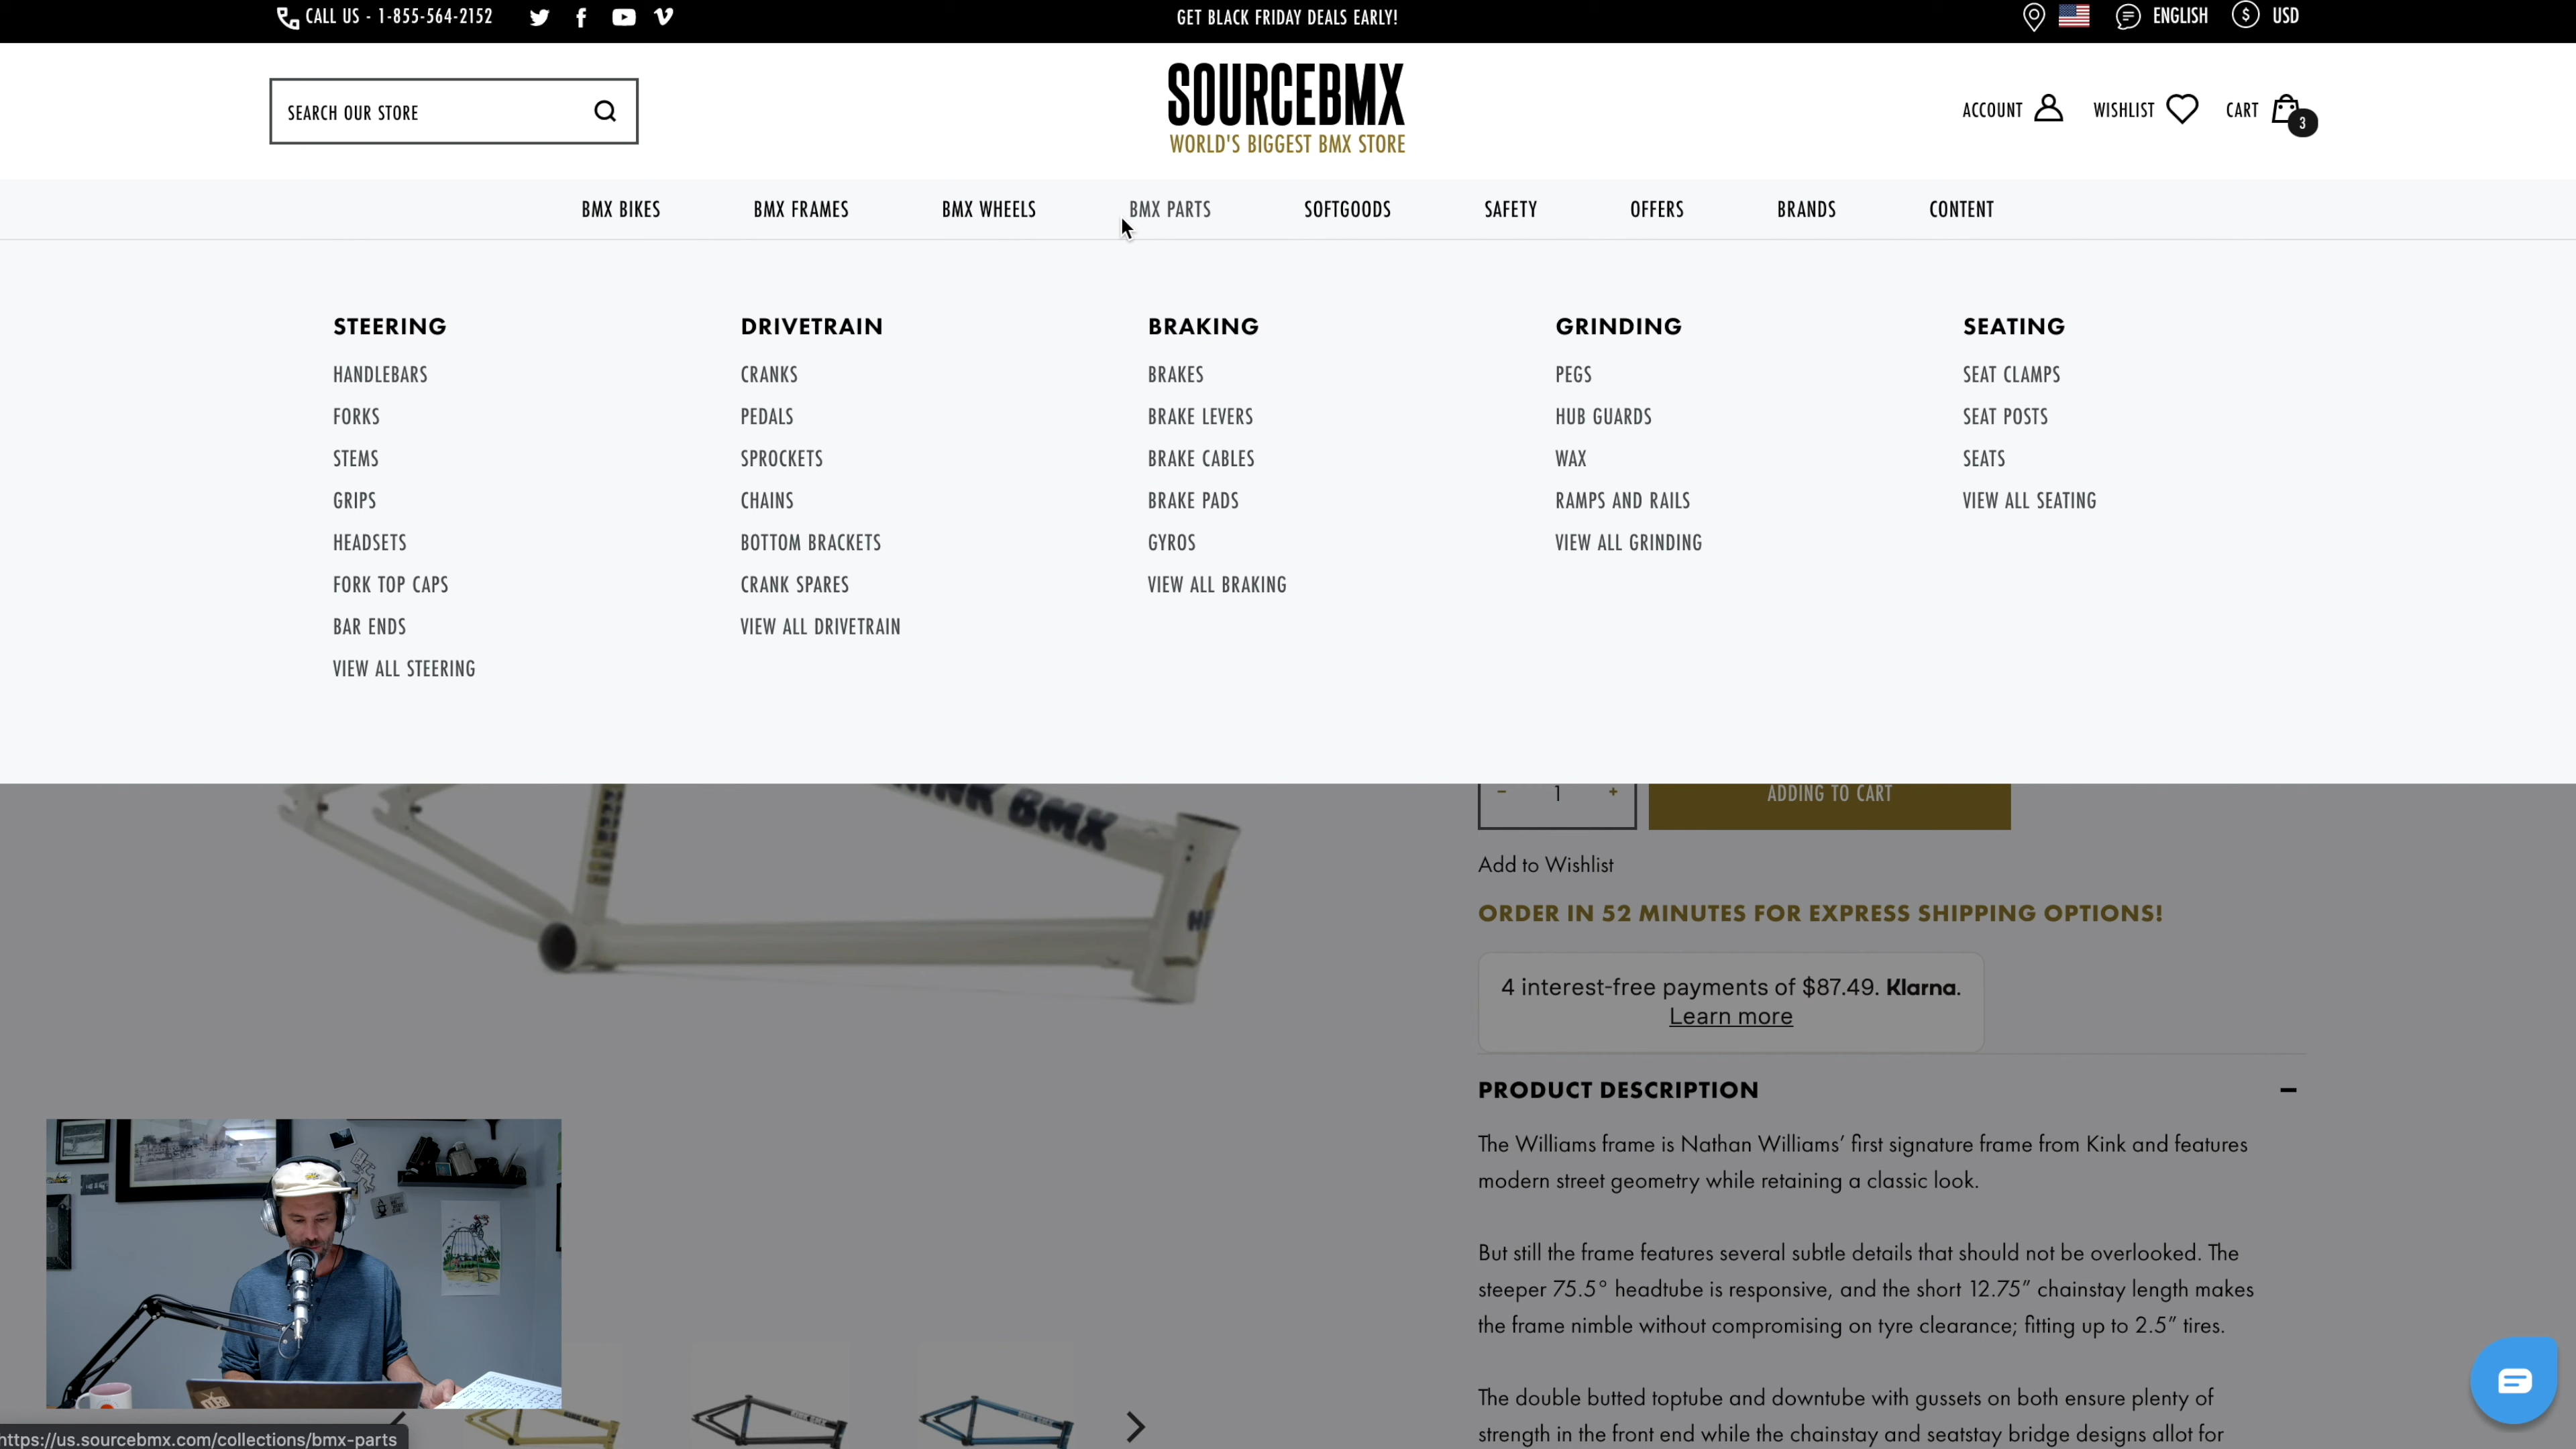 CALL US - 1-855-564-2152
GET BLACK FRIDAY DEALS EARLY!
ENGLISH
$ USD
SEARCH OUR STORE
SOURCEBMX
WORLD'S BIGGEST BMX STORE
ACCOUNT
WISHLIST
CART
3
BMX BIKES
BMX FRAMES
BMX WHEELS
BMX PARTS
SOFTGOODS
SAFETY
OFFERS
BRANDS
CONTENT
STEERING
HANDLEBARS
FORKS
STEMS
GRIPS
HEADSETS
FORK TOP CAPS
BAR ENDS
VIEW ALL STEERING
DRIVETRAIN
CRANKS
PEDALS
SPROCKETS
CHAINS
BOTTOM BRACKETS
CRANK SPARES
VIEW ALL DRIVETRAIN
BRAKING
BRAKES
BRAKE LEVERS
BRAKE CABLES
BRAKE PADS
GYROS
VIEW ALL BRAKING
GRINDING
PEGS
HUB GUARDS
WAX
RAMPS AND RAILS
VIEW ALL GRINDING
SEATING
SEAT CLAMPS
SEAT POSTS
SEATS
VIEW ALL SEATING
KINK BMX
- 1 +
ADDING TO CART
Add to Wishlist
ORDER IN 52 MINUTES FOR EXPRESS SHIPPING OPTIONS!
4 interest-free payments of $87.49. Klarna.
Learn more
PRODUCT DESCRIPTION
The Williams frame is Nathan Williams’ first signature frame from Kink and features
modern street geometry while retaining a classic look.
But still the frame features several subtle details that should not be overlooked. The
steeper 75.5° headtube is responsive, and the short 12.75” chainstay length makes
the frame nimble without compromising on tyre clearance; fitting up to 2.5” tires.
The double butted toptube and downtube with gussets on both ensure plenty of
strength in the front end while the chainstay and seatstay bridge designs allot for
https://us.sourcebmx.com/collections/bmx-parts